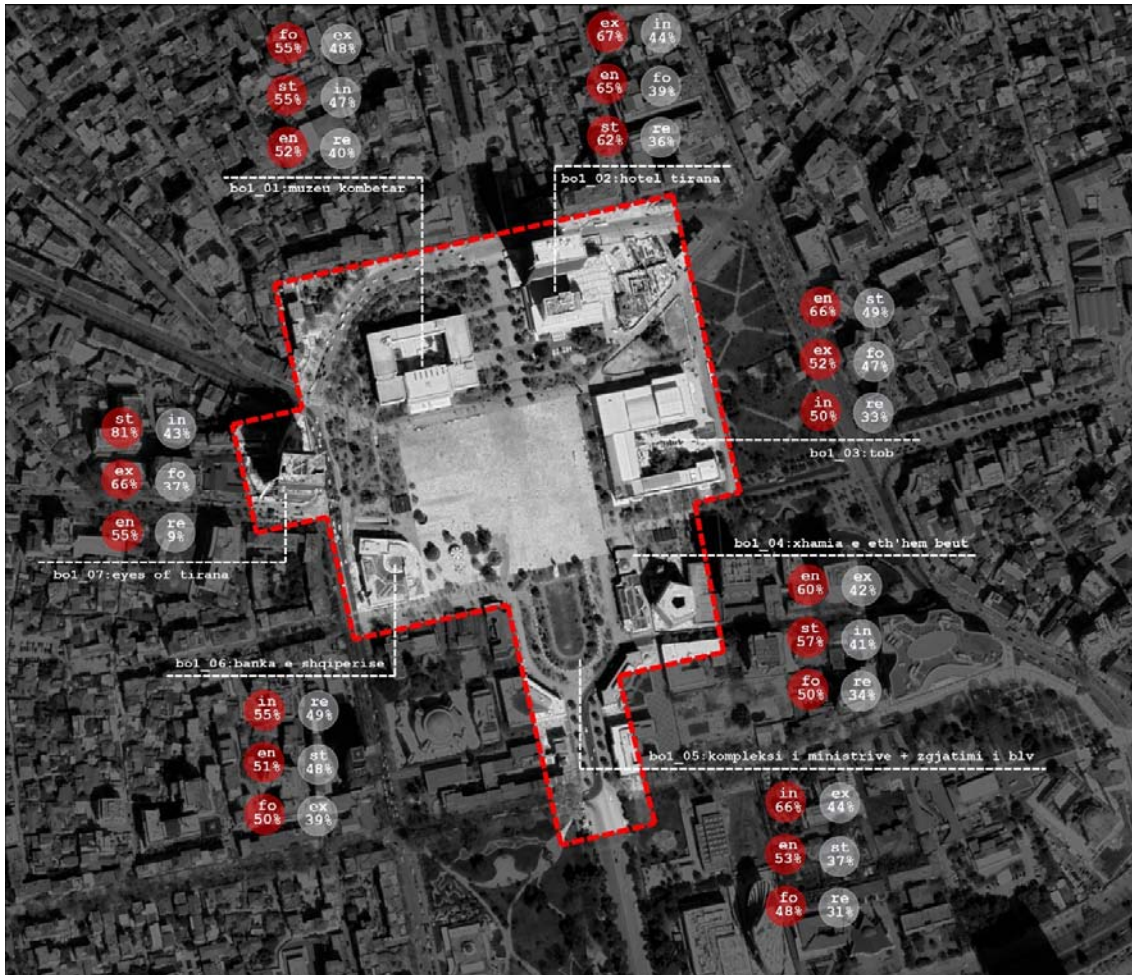 fo 55% ex 48%
st 55% in 47%
en 52% re 40%
bol_01:muzeu kombetar
ex 67% in 44%
en 65% fo 39%
st 62% re 36%
bol_02:hotel tirana
en 66% st 49%
ex 52% fo 47%
in 50% re 33%
bol_03:tob
st 81% in 43%
ex 66% fo 37%
en 55% re 9%
bol_07:eyes of tirana
bol_04:xhamia e eth'hem beut
en 60% ex 42%
st 57% in 41%
fo 50% re 34%
bol_06:banka e shqiperise
in 55% re 49%
en 51% st 48%
fo 50% ex 39%
bol_05:kompleksi i ministrive + zgjatimi i blv
in 66% ex 44%
en 53% st 37%
fo 48% re 31%